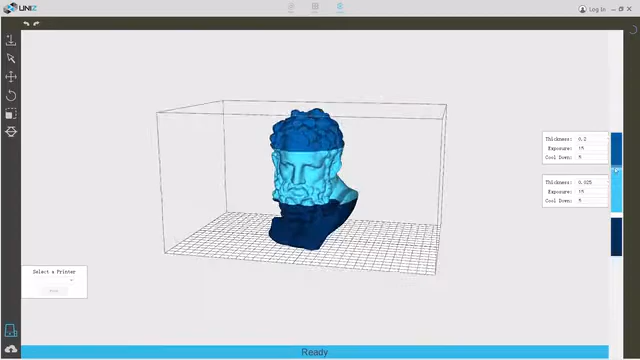 UNIZ
Log In
Thickness: 0.2
Exposure: 15
Cool Down: 5
Thickness: 0.025
Exposure: 15
Cool Down: 5
Select a Printer
Ready